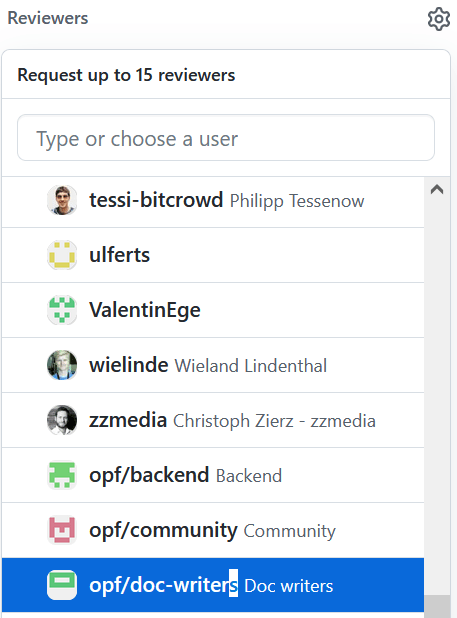 Reviewers
Request up to 15 reviewers
Type or choose a user
tessi-bitcrowd Philipp Tessenow
ulferts
ValentinEge
wielinde Wieland Lindenthal
zzmedia Christoph Zierz - zzmedia
opf/backend Backend
opf/community Community
opf/doc-writers Doc writers